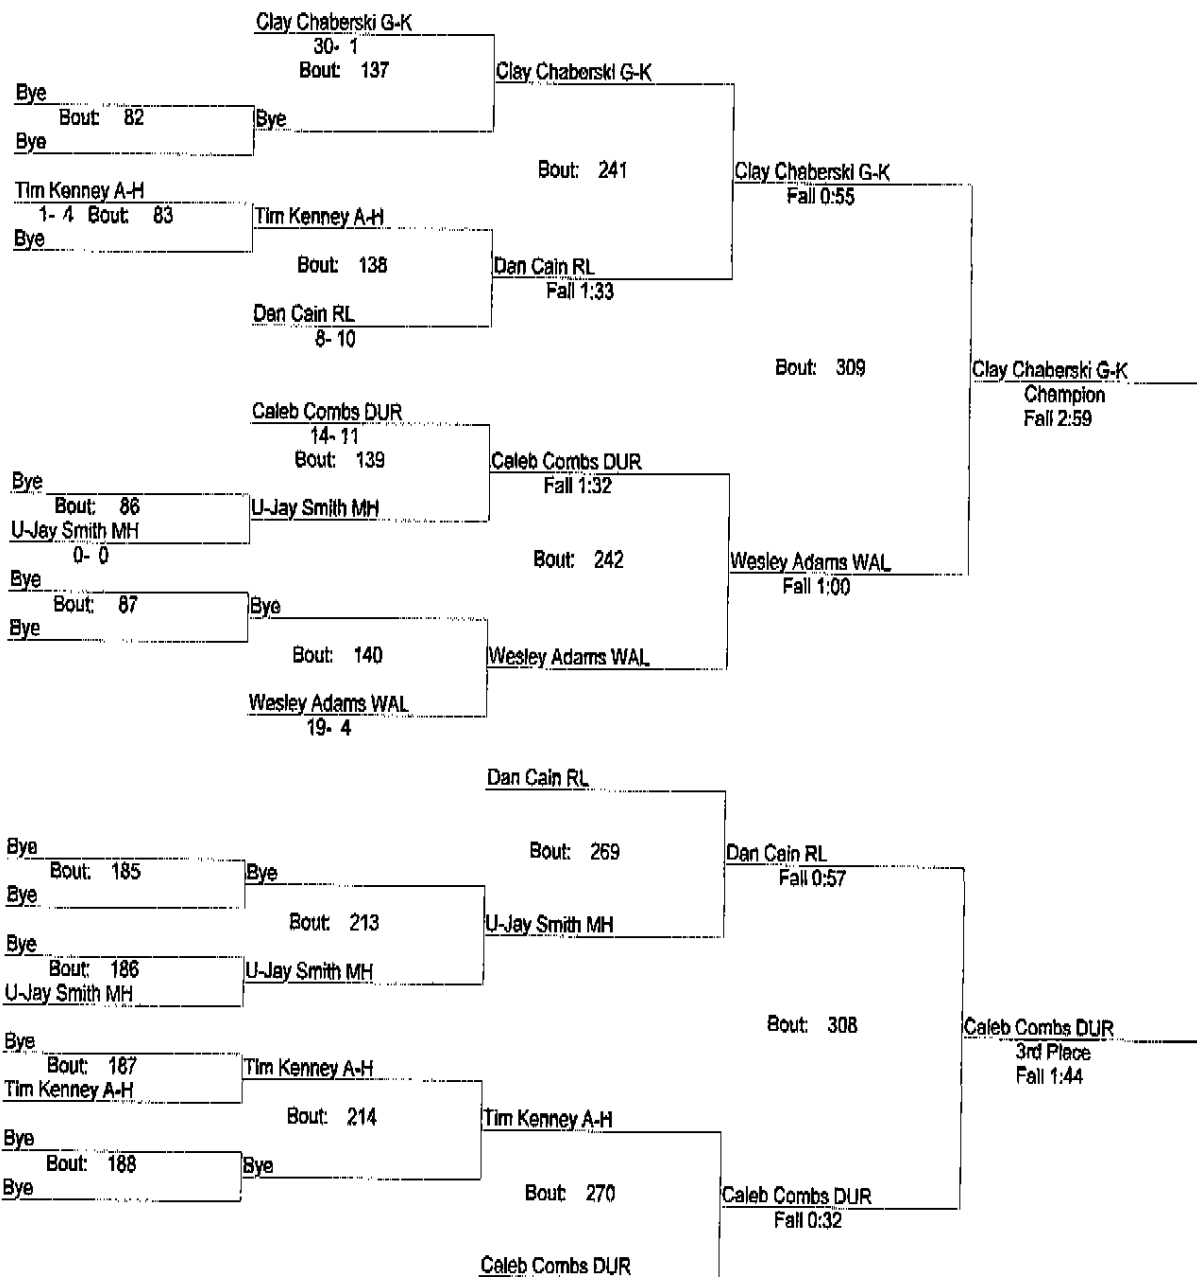 Clay Chaberski G-K
30- 1
Bout: 137
Clay Chaberski G-K
Bye
Bout: 82
Bye
Bye
Bout: 241
Clay Chaberski G-K
Fall 0:55
Tim Kenney A-H
1- 4 Bout: 83
Tim Kenney A-H
Bye
Bout: 138
Dan Cain RL
Fall 1:33
Dan Cain RL
8- 10
Bout: 309
Clay Chaberski G-K
Champion
Fall 2:59
Caleb Combs DUR
14- 11
Bout: 139
Caleb Combs DUR
Fall 1:32
Bye
Bout: 86
U-Jay Smith MH
U-Jay Smith MH
0- 0
Bout: 242
Wesley Adams WAL
Fall 1:00
Bye
Bout: 87
Bye
Bye
Bout: 140
Wesley Adams WAL
Wesley Adams WAL
19- 4
Dan Cain RL
Bout: 269
Dan Cain RL
Fall 0:57
Bye
Bout: 185
Bye
Bye
Bout: 213
U-Jay Smith MH
Bye
Bout: 186
U-Jay Smith MH
U-Jay Smith MH
Bout: 308
Caleb Combs DUR
3rd Place
Fall 1:44
Bye
Bout: 187
Tim Kenney A-H
Tim Kenney A-H
Bout: 214
Tim Kenney A-H
Bye
Bout: 188
Bye
Bye
Bout: 270
Caleb Combs DUR
Fall 0:32
Caleb Combs DUR